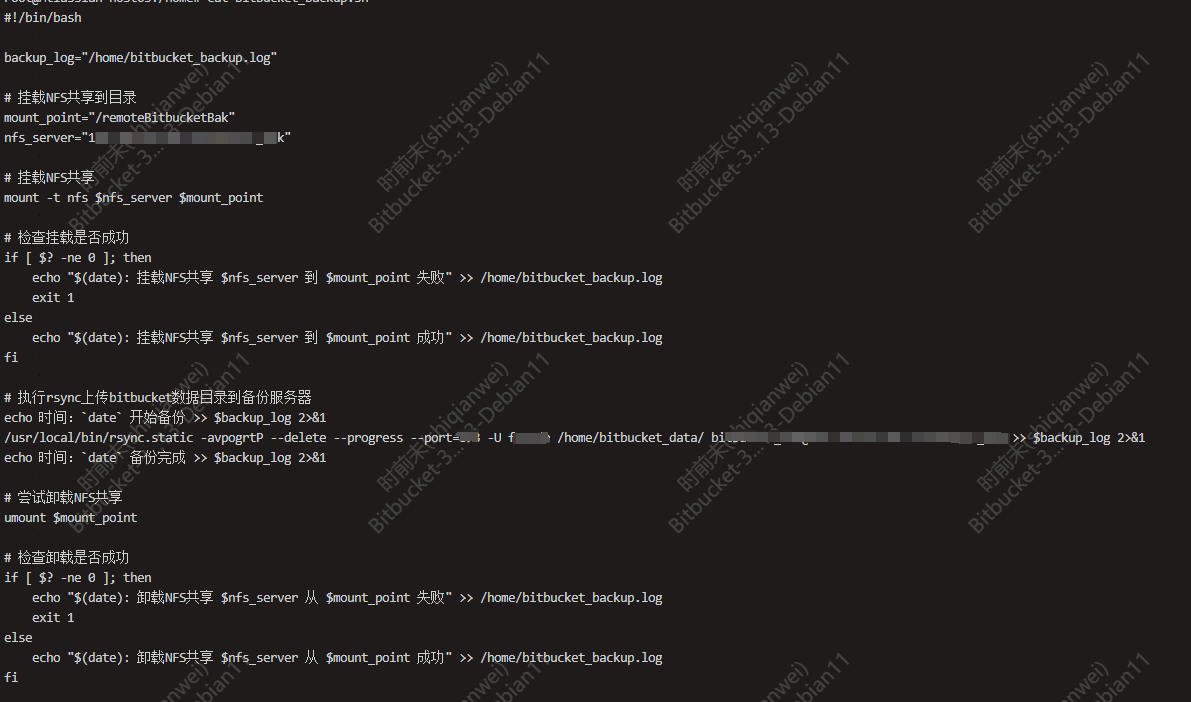 #!/bin/bash
backup_log="/home/bitbucket_backup.log"
# 挂载NFS共享到目录
mount_point="/remoteBitbucketBak"
nfs_server="1 _ k"
# 挂载NFS共享
mount -t nfs $nfs_server $mount_point
# 检查挂载是否成功
if [ $? -ne 0 ]; then
echo "$(date): 挂载NFS共享 $nfs_server 到 $mount_point 失败" >> /home/bitbucket_backup.log
exit 1
else
echo "$(date): 挂载NFS共享 $nfs_server 到 $mount_point 成功" >> /home/bitbucket_backup.log
fi
# 执行rsync上传bitbucket数据目录到备份服务器
echo 时间：`date` 开始备份 >> $backup_log 2>&1
/usr/local/bin/rsync.static -avpogrtP --delete --progress --port= -U /home/bitbucket_data/ >> $backup_log 2>&1
echo 时间：`date` 备份完成 >> $backup_log 2>&1
# 尝试卸载NFS共享
umount $mount_point
# 检查卸载是否成功
if [ $? -ne 0 ]; then
echo "$(date): 卸载NFS共享 $nfs_server 从 $mount_point 失败" >> /home/bitbucket_backup.log
exit 1
else
echo "$(date): 卸载NFS共享 $nfs_server 从 $mount_point 成功" >> /home/bitbucket_backup.log
fi
时前末(shiqianwei)
Bitbucket-3...13-Debian11